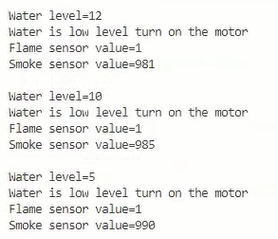 Water level=12
Water is low level turn on the motor
Flame sensor value=1
Smoke sensor value=981
Water level=10
Water is low level turn on the motor
Flame sensor value=1
Smoke sensor value=985
Water level=5
Water is low level turn on the motor
Flame sensor value=1
Smoke sensor value=990